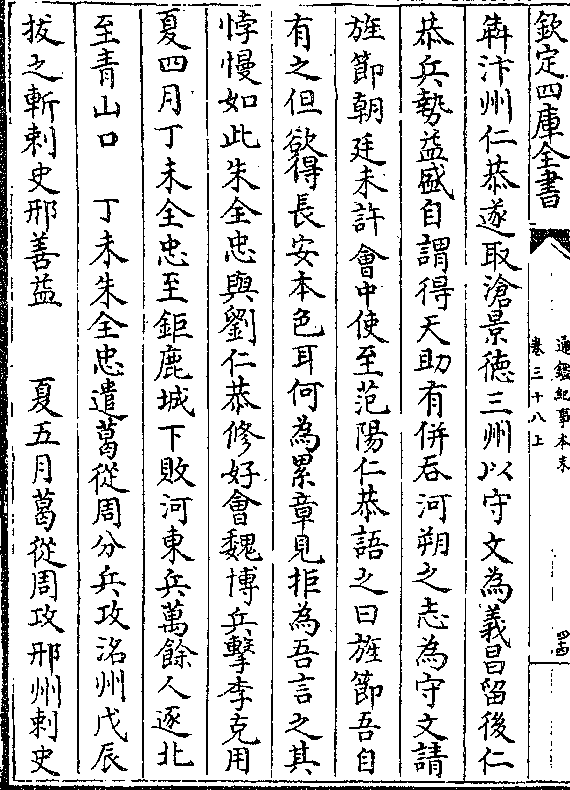 欽定四庫全書
通鑑紀事本末
卷三十八上
四十四
犇汴州仁恭遂取滄景徳三州以守文為義昌留後仁
恭兵勢益盛自謂得天助有併吞河朔之志為守文請
旌節朝廷未許會中使至范陽仁恭語之曰旌節吾自
有之但欲得長安本色耳何為累章見拒為吾言之其
悖慢如此朱全忠與劉仁恭修好會魏博兵擊李克用
夏四月丁未全忠至鉅鹿城下敗河東兵萬餘人逐北
至青山口 丁未朱全忠遣葛從周分兵攻洺州戊辰
拔之斬刺史邢善益 夏五月葛從周攻邢州刺史